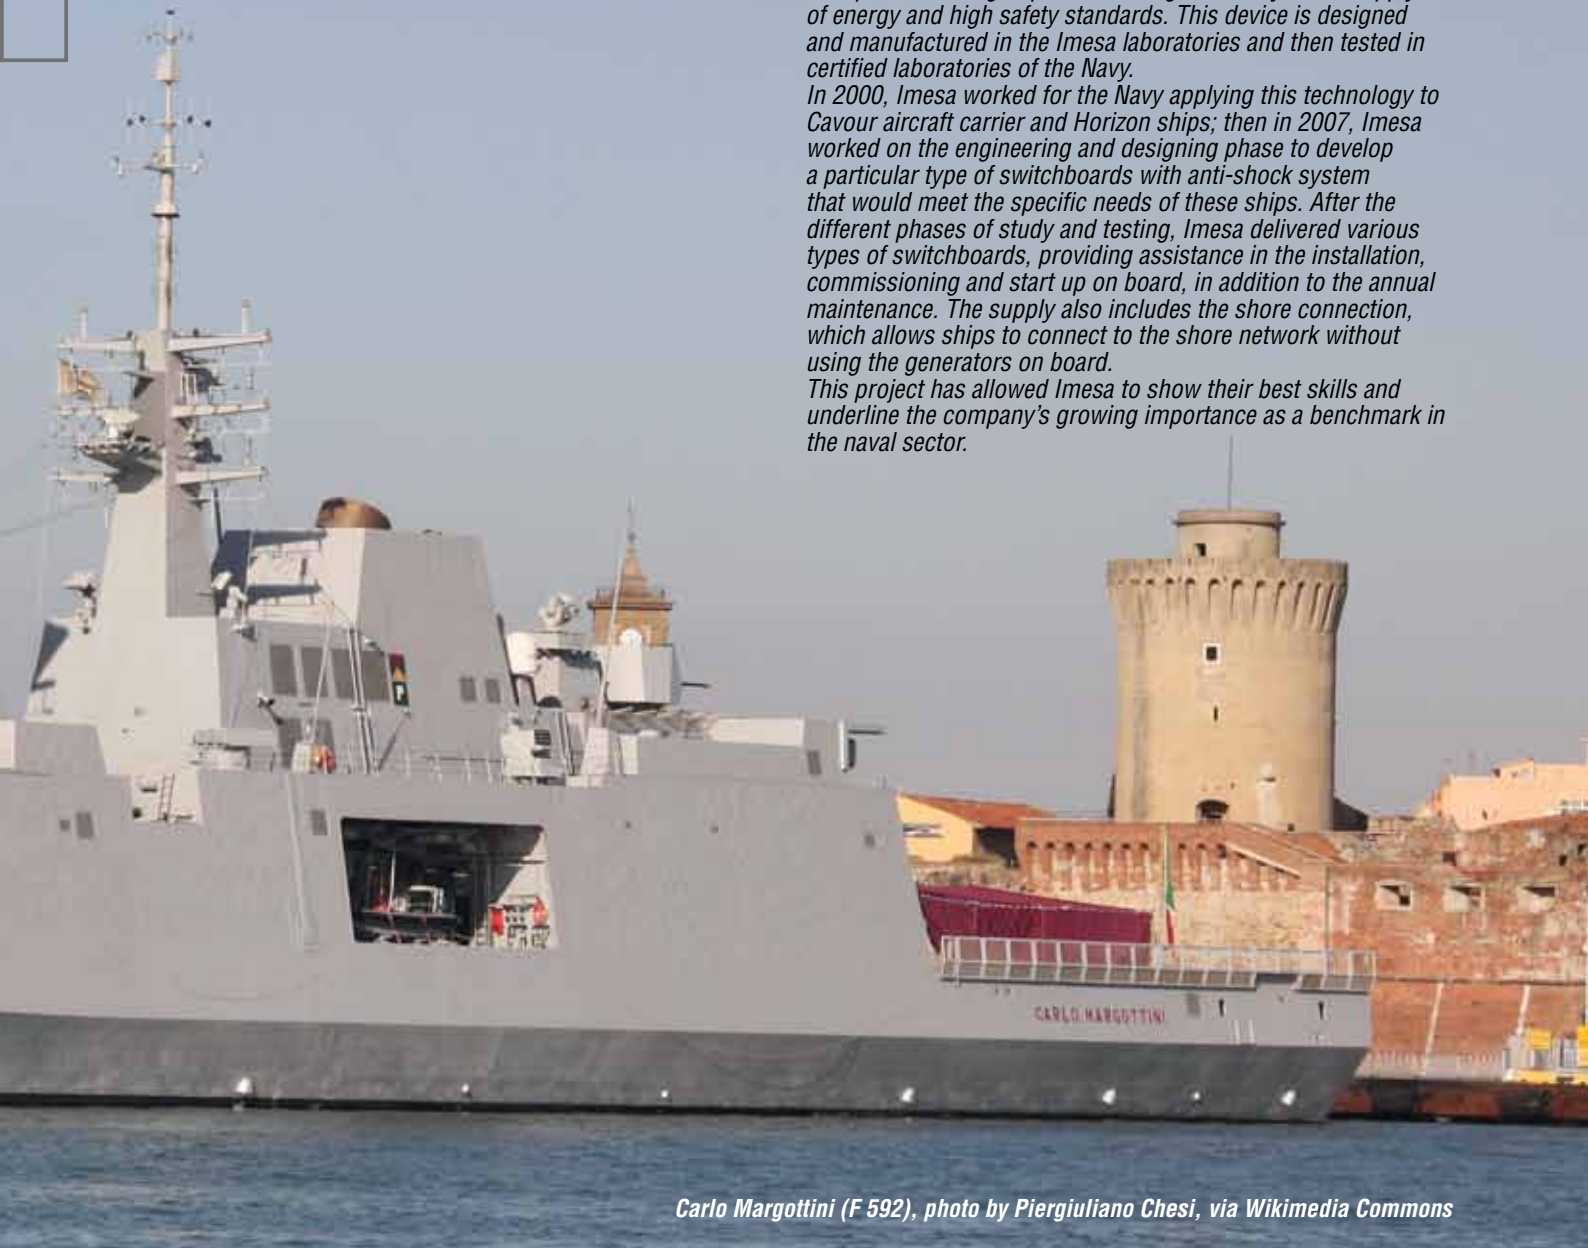 of energy and high safety standards. This device is designed
and manufactured in the Imesa laboratories and then tested in
certified laboratories of the Navy.
In 2000, Imesa worked for the Navy applying this technology to
Cavour aircraft carrier and Horizon ships; then in 2007, Imesa
worked on the engineering and designing phase to develop
a particular type of switchboards with anti-shock system
that would meet the specific needs of these ships. After the
different phases of study and testing, Imesa delivered various
types of switchboards, providing assistance in the installation,
commissioning and start up on board, in addition to the annual
maintenance. The supply also includes the shore connection,
which allows ships to connect to the shore network without
using the generators on board.
This project has allowed Imesa to show their best skills and
underline the company's growing importance as a benchmark in
the naval sector.
P
CARLO MARGOTTINI
Carlo Margottini (F 592), photo by Piergiuliano Chesi, via Wikimedia Commons